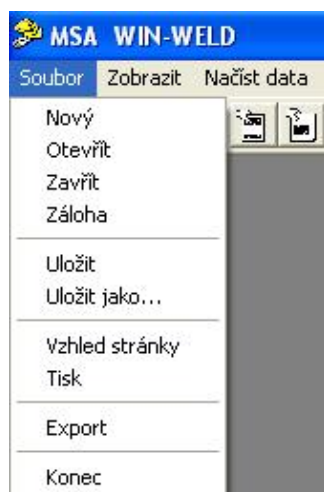 MSA WIN-WELD
Soubor Zobrazit Načíst data
Nový
Otevřít
Zavřít
Záloha
Uložit
Uložit jako...
Vzhled stránky
Tisk
Export
Konec